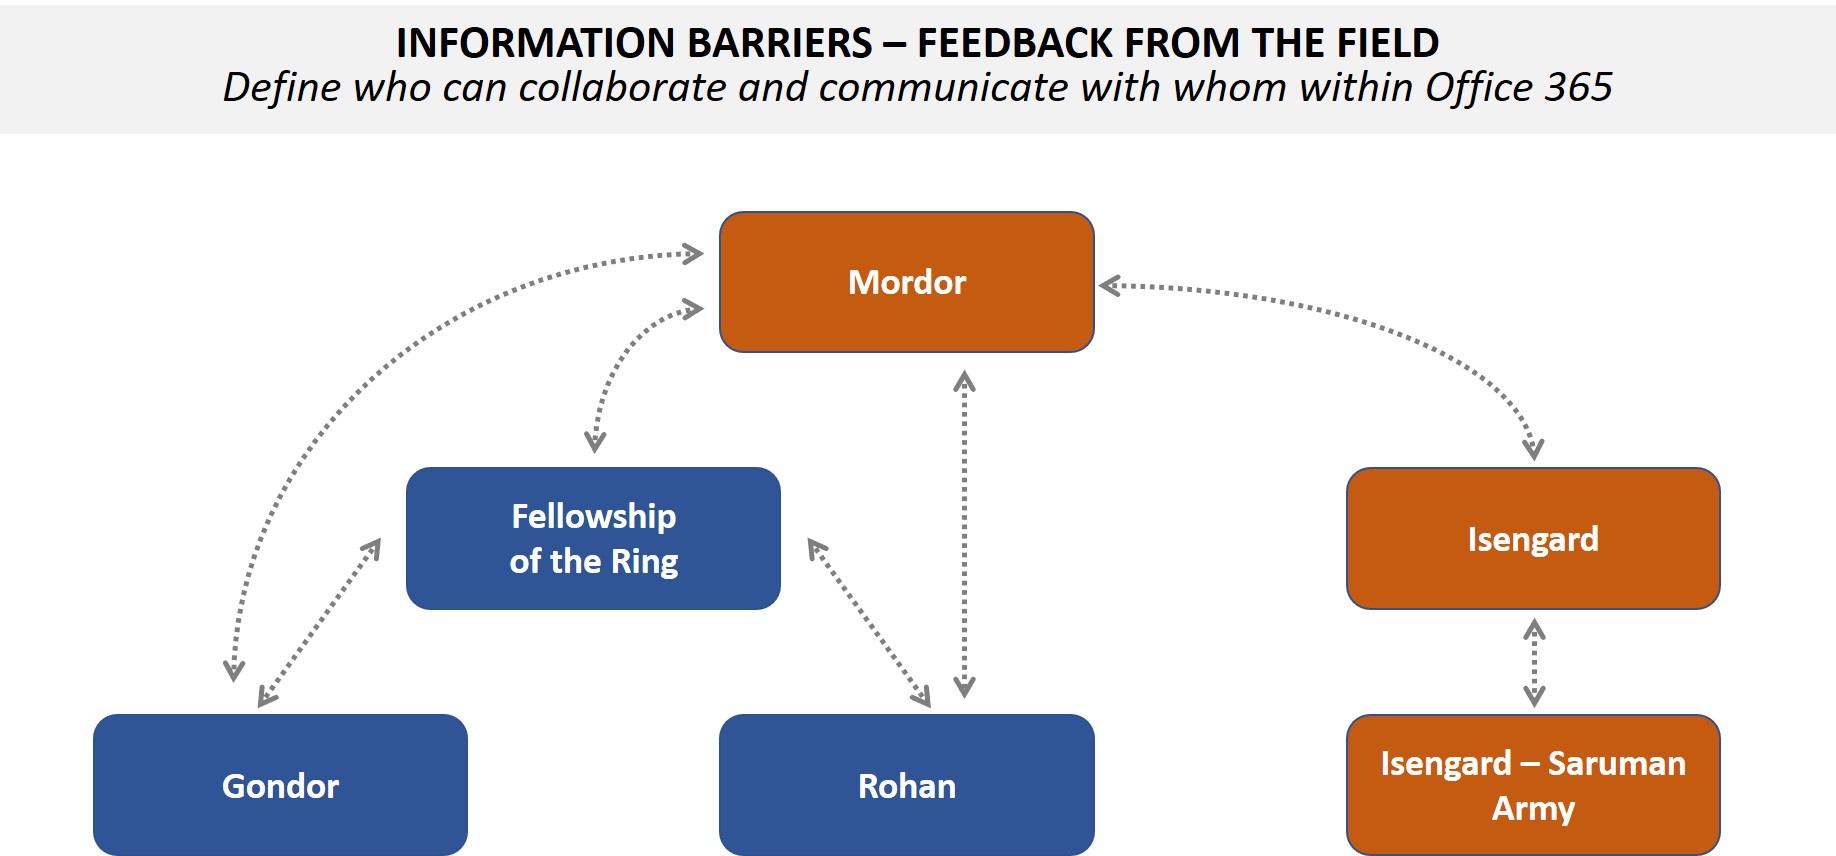 INFORMATION BARRIERS – FEEDBACK FROM THE FIELD
Define who can collaborate and communicate with whom within Office 365
Mordor
Fellowship
of the Ring
Isengard
Gondor
Rohan
Isengard – Saruman
Army